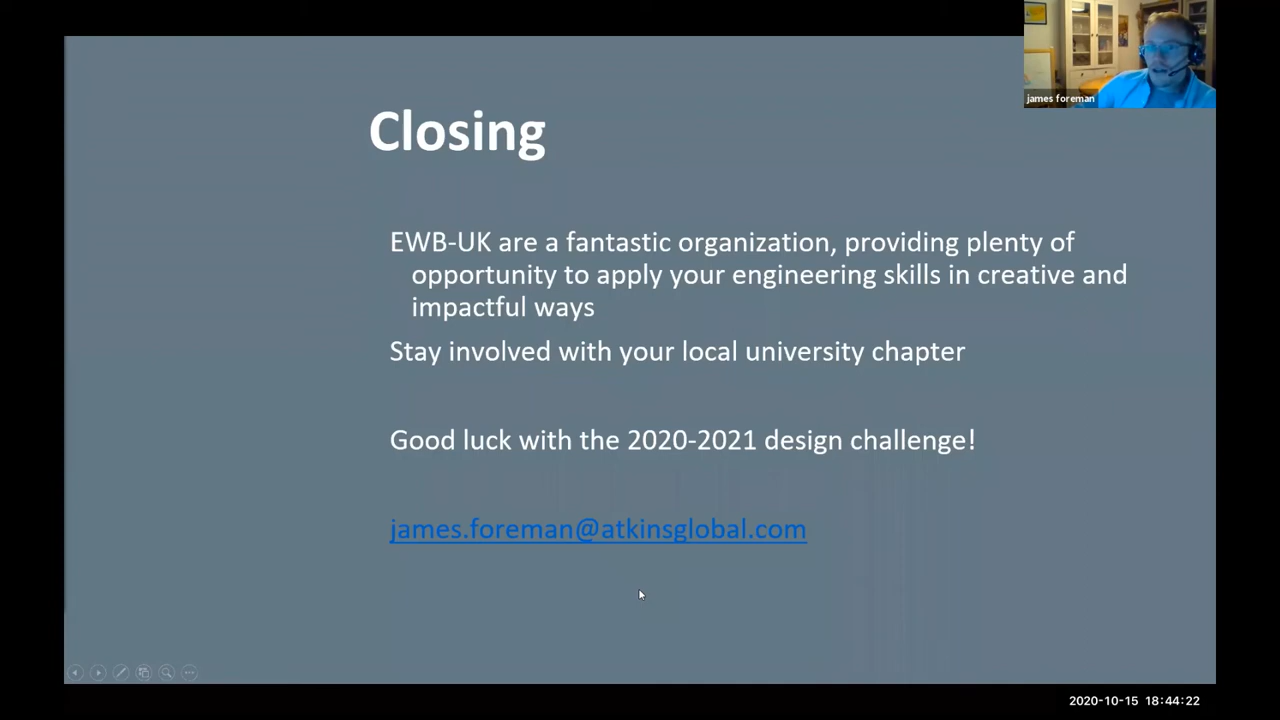 james foreman
Closing
EWB-UK are a fantastic organization, providing plenty of
opportunity to apply your engineering skills in creative and
impactful ways
Stay involved with your local university chapter
Good luck with the 2020-2021 design challenge!
james.foreman@atkinsglobal.com
2020-10-15 18:44:22